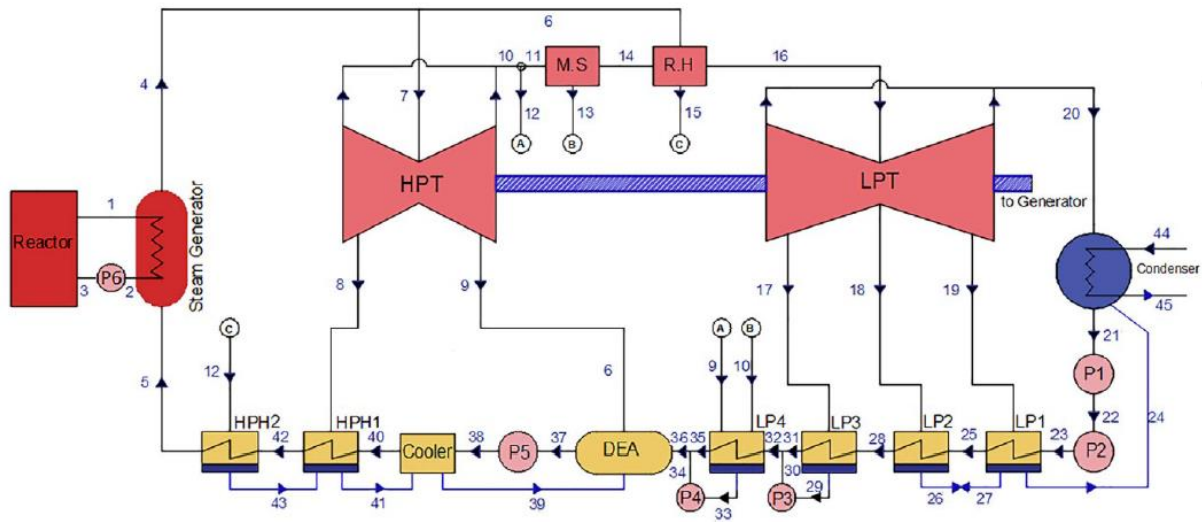 6
10 11 M.S 14 R.H 16
4 7 12 13 15 20
A B C
HPT LPT
to Generator
1 44
Reactor Steam Generator Condenser
P6
3 2 45
8 9 17 18 19
C A B 21
P1
5 12 6 9 10 22 24
HPH2 HPH1 LP4 LP3 LP2 LP1
42 40 Cooler 38 P5 37 DEA 36 35 32 31 28 25 23 P2
34 30
43 41 39 P4 33 P3 29 26 27